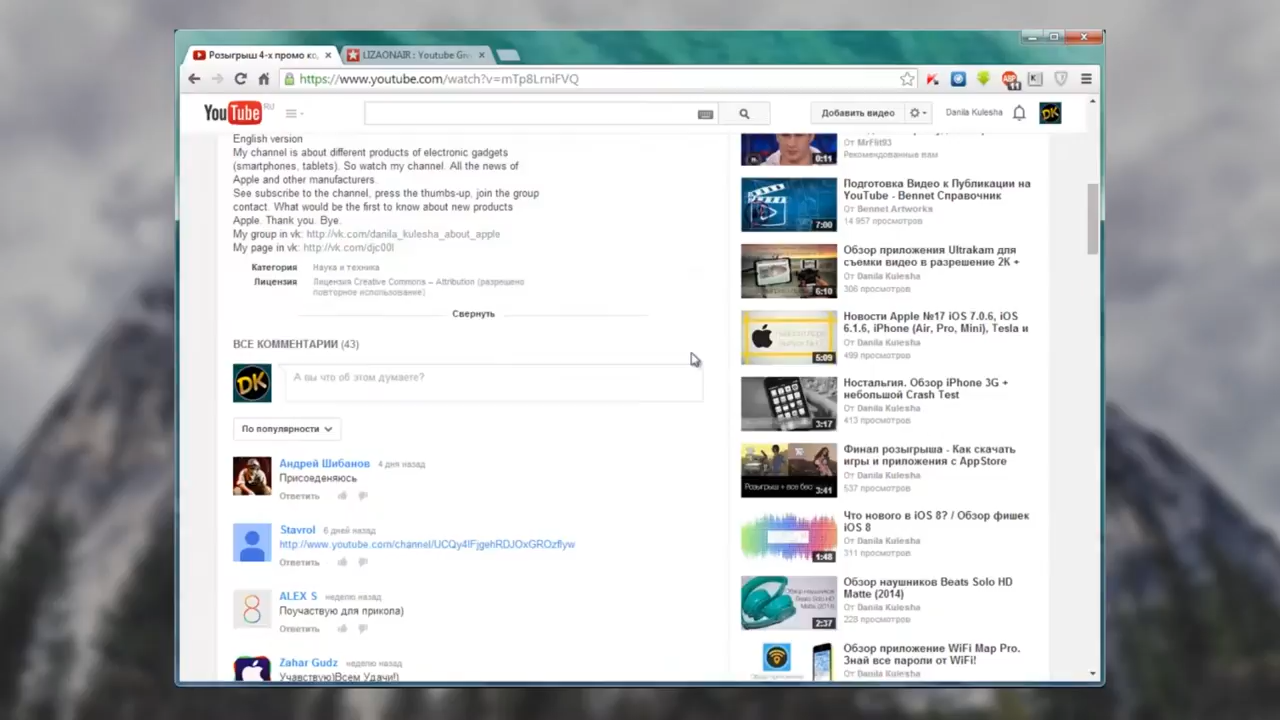 Розыгрыш 4-х промо ко
LIZAONAIR : Youtube Gi
https://www.youtube.com/watch?v=mTp8LrniFVQ
ABP
11
K
YouTube RU
Добавить видео
Danila Kulesha
DK
English version
My channel is about different products of electronic gadgets
(smartphones, tablets). So watch my channel. All the news of
Apple and other manufacturers.
See subscribe to the channel, press the thumbs-up, join the group
contact. What would be the first to know about new products
Apple. Thank you. Bye.
My group in vk: http://vk.com/danila_kulesha_about_apple
My page in vk: http://vk.com/djc00l
Категория Наука и техника
Лицензия Лицензия Creative Commons – Attribution (разрешено
повторное использование)
Свернуть
ВСЕ КОММЕНТАРИИ (43)
DK
А вы что об этом думаете?
По популярности
Андрей Шибанов 4 дня назад
Присоеденяюсь
Ответить
Stavrol 6 дней назад
Ответить
ALEX S неделю назад
Поучаствую для прикола)
Ответить
Zahar Gudz неделю назад
Учавствую)Всем Удачи!)
0:11
От MrFlit93
Рекомендованные вам
7:00
Подготовка Видео к Публикации на
YouTube - Bennet Справочник
От Bennet Artworks
14 957 просмотров
6:10
Обзор приложения Ultrakam для
съемки видео в разрешение 2К +
От Danila Kulesha
306 просмотров
5:09
Новости Apple №17 iOS 7.0.6, iOS
6.1.6, iPhone (Air, Pro, Mini), Tesla и
От Danila Kulesha
499 просмотров
3:17
Ностальгия. Обзор iPhone 3G +
небольшой Crash Test
От Danila Kulesha
413 просмотров
Розыгрыш + все бес
3:41
Финал розыгрыша - Как скачать
игры и приложения с AppStore
От Danila Kulesha
537 просмотров
1:48
Что нового в iOS 8? / Обзор фишек
iOS 8
От Danila Kulesha
311 просмотров
2:37
Обзор наушников Beats Solo HD
Matte (2014)
От Danila Kulesha
228 просмотров
Обзор приложение WiFi Map Pro.
Знай все пароли от WiFi!
От Danila Kulesha